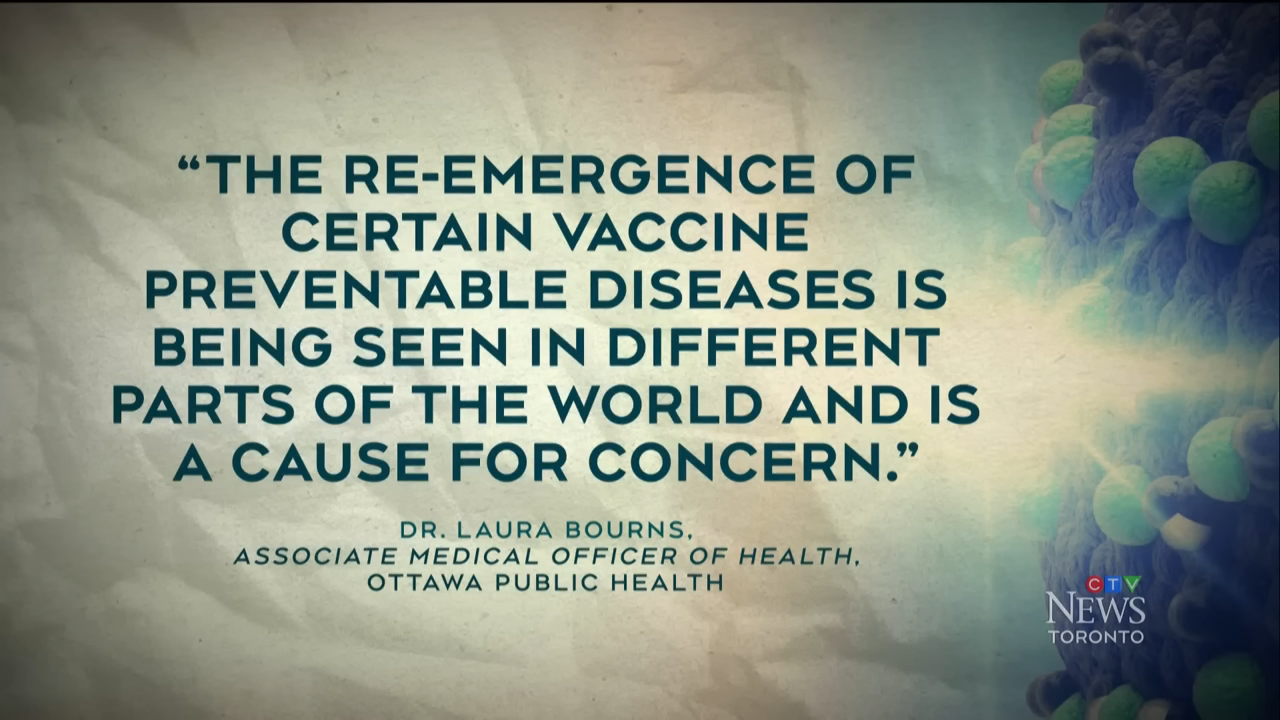 “THE RE-EMERGENCE OF
CERTAIN VACCINE
PREVENTABLE DISEASES IS
BEING SEEN IN DIFFERENT
PARTS OF THE WORLD AND IS
A CAUSE FOR CONCERN.”
DR. LAURA BOURNS,
ASSOCIATE MEDICAL OFFICER OF HEALTH,
OTTAWA PUBLIC HEALTH
CTV
NEWS
TORONTO